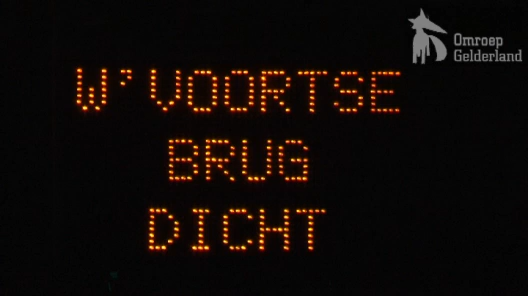 Omroep
Gelderland
W'VOORTSE
BRUG
DICHT